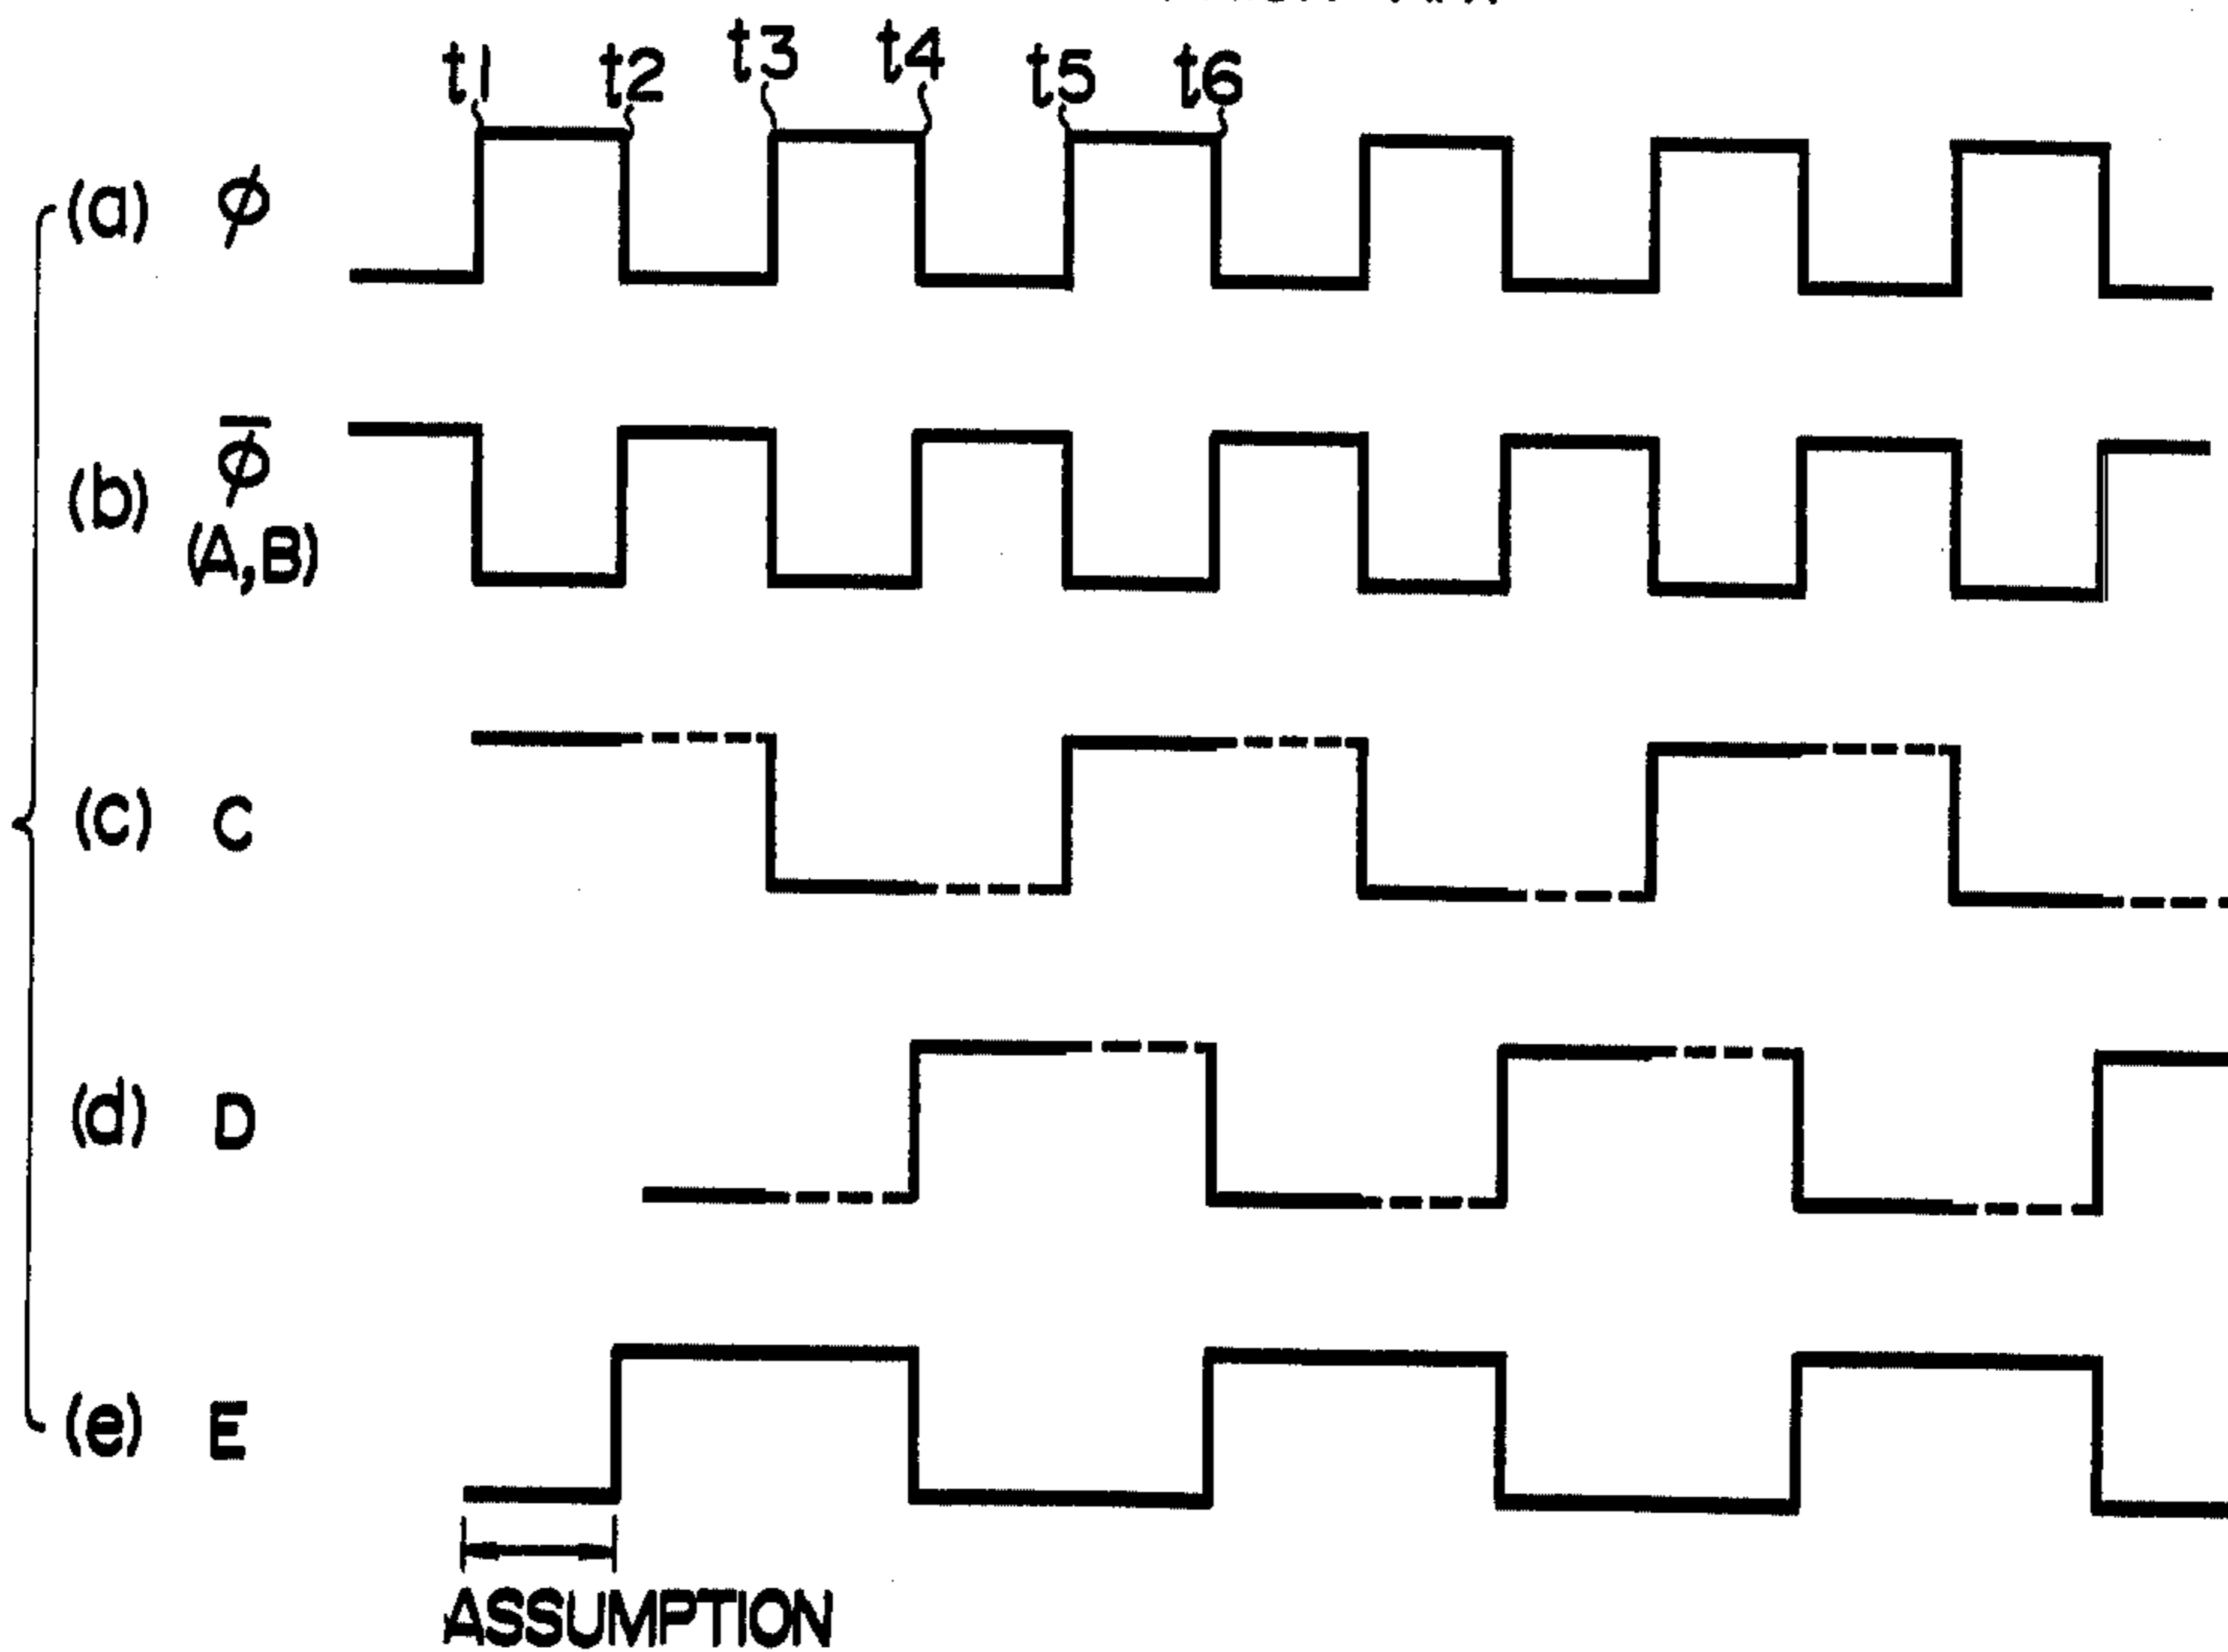 t1 t2 t3 t4 t5 t6
(a) ϕ
(b) ϕ̅
(A,B)
(c) C
(d) D
(e) E
ASSUMPTION